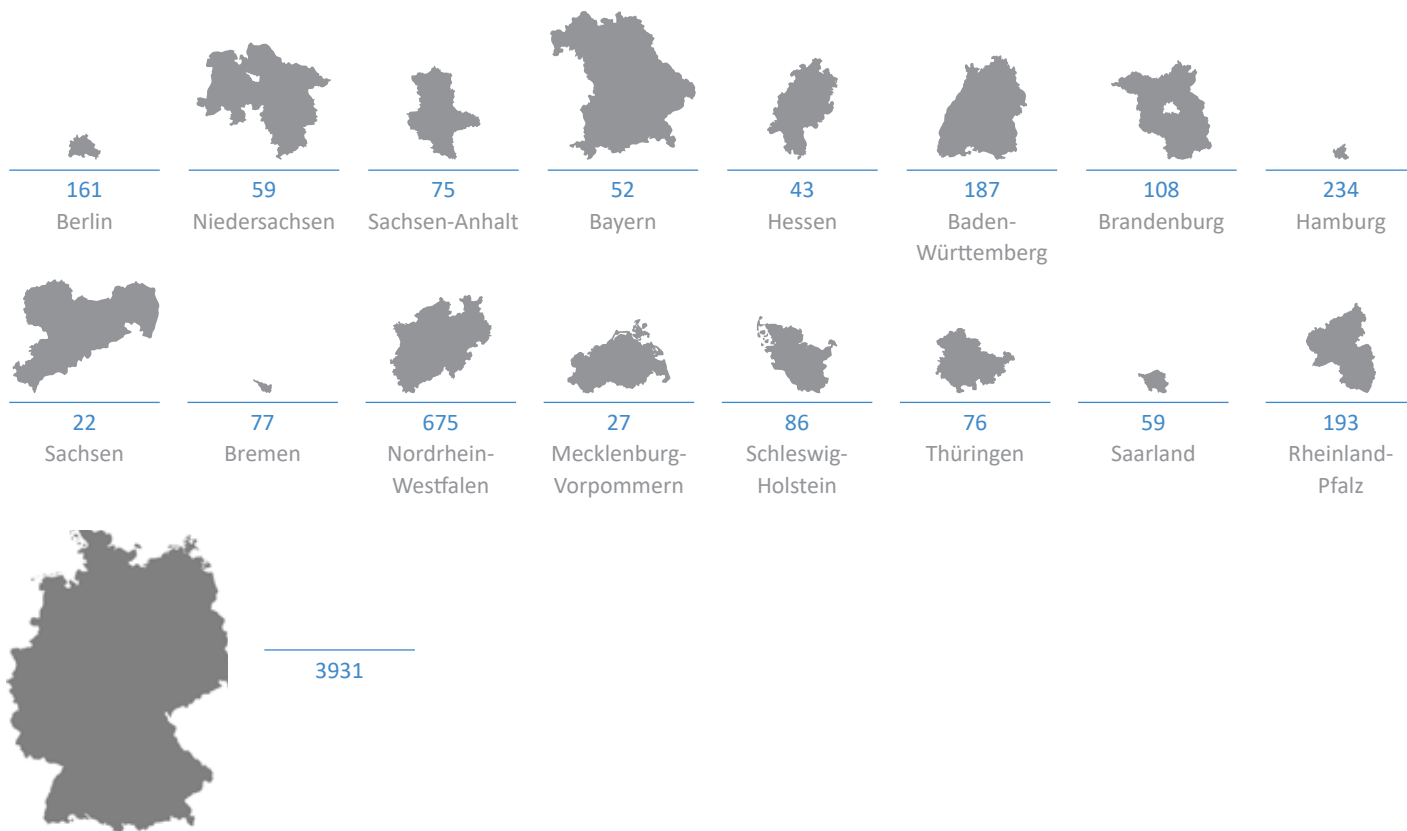 161
Berlin
59
Niedersachsen
75
Sachsen-Anhalt
52
Bayern
43
Hessen
187
Baden-
Württemberg
108
Brandenburg
234
Hamburg
22
Sachsen
77
Bremen
675
Nordrhein-
Westfalen
27
Mecklenburg-
Vorpommern
86
Schleswig-
Holstein
76
Thüringen
59
Saarland
193
Rheinland-
Pfalz
3931